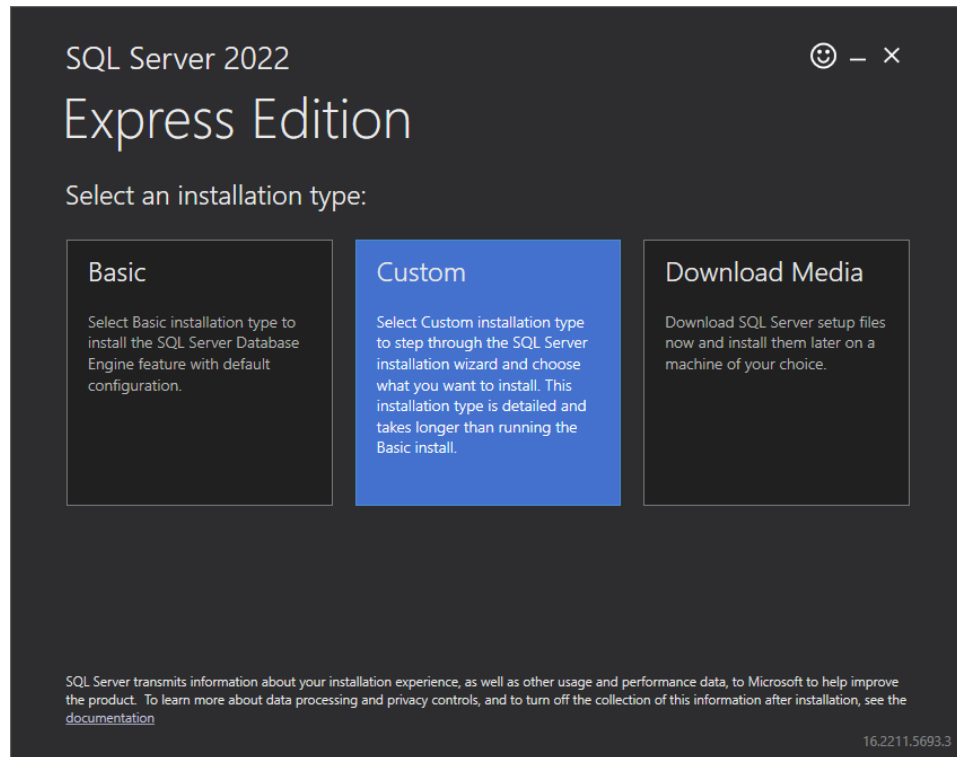 SQL Server 2022
Express Edition
Select an installation type:
Basic
Select Basic installation type to
install the SQL Server Database
Engine feature with default
configuration.
Custom
Select Custom installation type
to step through the SQL Server
installation wizard and choose
what you want to install. This
installation type is detailed and
takes longer than running the
Basic install.
Download Media
Download SQL Server setup files
now and install them later on a
machine of your choice.
SQL Server transmits information about your installation experience, as well as other usage and performance data, to Microsoft to help improve
the product.  To learn more about data processing and privacy controls, and to turn off the collection of this information after installation, see the
documentation
16.2211.5693.3